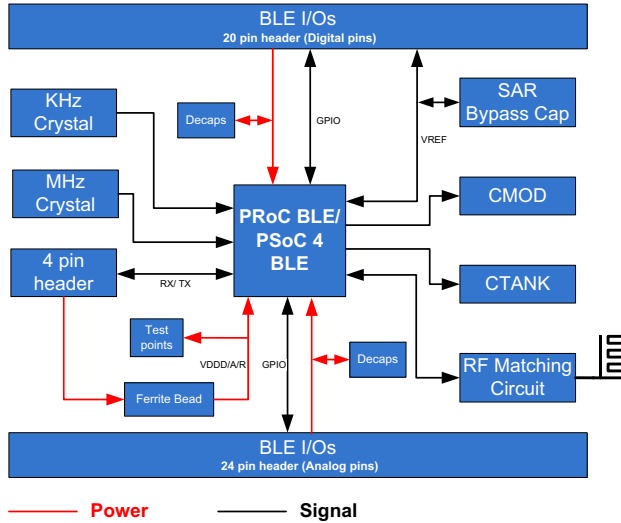 BLE I/Os
20 pin header (Digital pins)
KHz
Crystal
Decaps
GPIO
SAR
Bypass Cap
VREF
MHz
Crystal
PRoC BLE/
PSoC 4
BLE
CMOD
4 pin
header
RX/ TX
CTANK
Test
points
VDDD/A/R
GPIO
Decaps
RF Matching
Circuit
Ferrite Bead
BLE I/Os
24 pin header (Analog pins)
Power
Signal